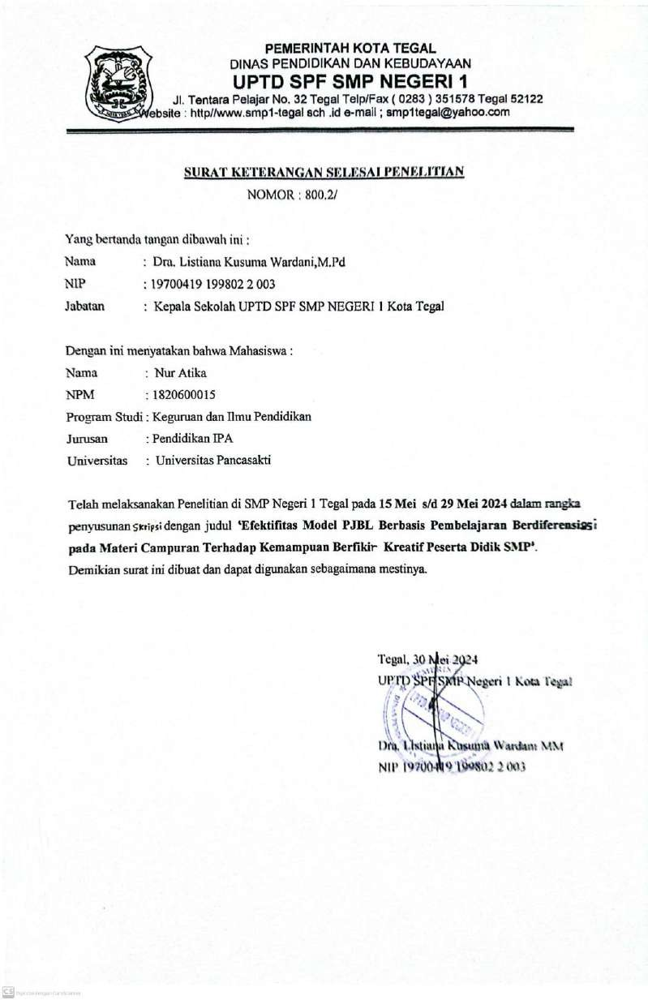 PEMERINTAH KOTA TEGAL
DINAS PENDIDIKAN DAN KEBUDAYAAN
UPTD SPF SMP NEGERI 1
Jl. Tentara Pelajar No. 32 Tegal Telp/Fax ( 0283 ) 351578 Tegal 52122
Website : http//www.smp1-tegal sch .id e-mail ; smp1tegal@yahoo.com
SURAT KETERANGAN SELESAI PENELITIAN
NOMOR : 800.2/
Yang bertanda tangan dibawah ini :
Nama : Dra. Listiana Kusuma Wardani,M.Pd
NIP : 19700419 199802 2 003
Jabatan : Kepala Sekolah UPTD SPF SMP NEGERI 1 Kota Tegal
Dengan ini menyatakan bahwa Mahasiswa :
Nama : Nur Atika
NPM : 1820600015
Program Studi : Keguruan dan Ilmu Pendidikan
Jurusan : Pendidikan IPA
Universitas : Universitas Pancasakti
Telah melaksanakan Penelitian di SMP Negeri 1 Tegal pada 15 Mei s/d 29 Mei 2024 dalam rangka
penyusunan skripsi dengan judul ‘Efektifitas Model PJBL Berbasis Pembelajaran Berdiferensiasi
pada Materi Campuran Terhadap Kemampuan Berfikir Kreatif Peserta Didik SMP’.
Demikian surat ini dibuat dan dapat digunakan sebagaimana mestinya.
Tegal, 30 Mei 2024
UPTD SPF SMP Negeri 1 Kota Tegal
Dra. Listiana Kusuma Wardani MM
NIP 19700419 199802 2 003
CS